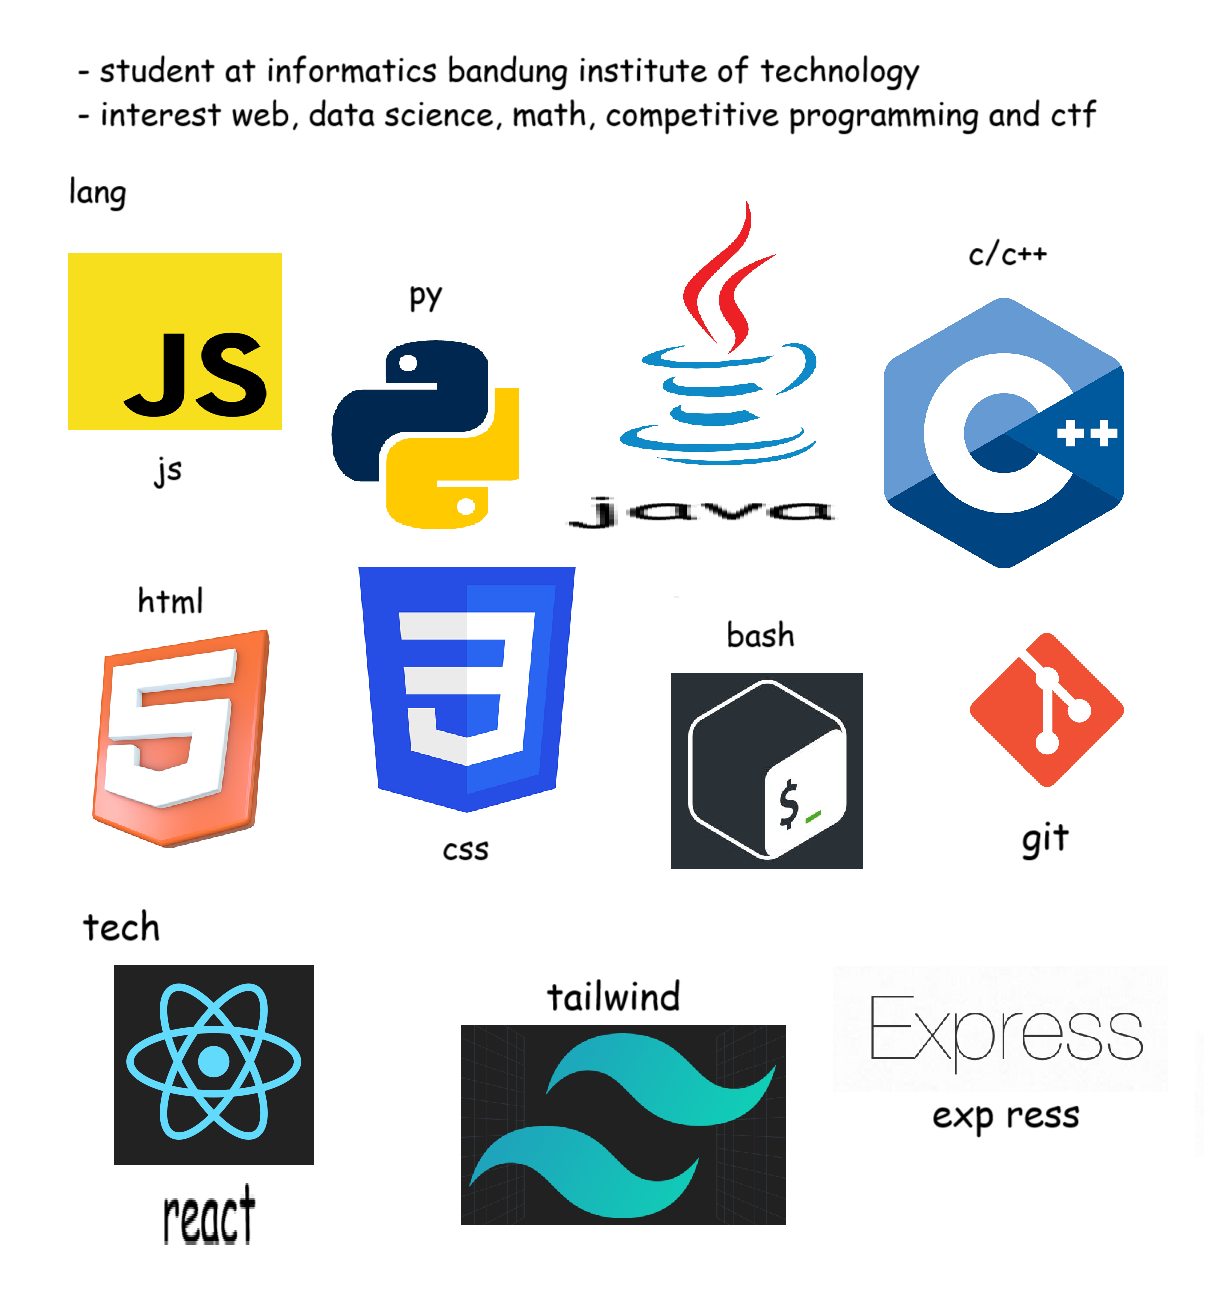 - student at informatics bandung institute of technology
- interest web, data science, math, competitive programming and ctf
lang
JS
js
py
java
c/c++
C++
html
5
css
3
bash
$_
git
tech
react
tailwind
Express
exp ress